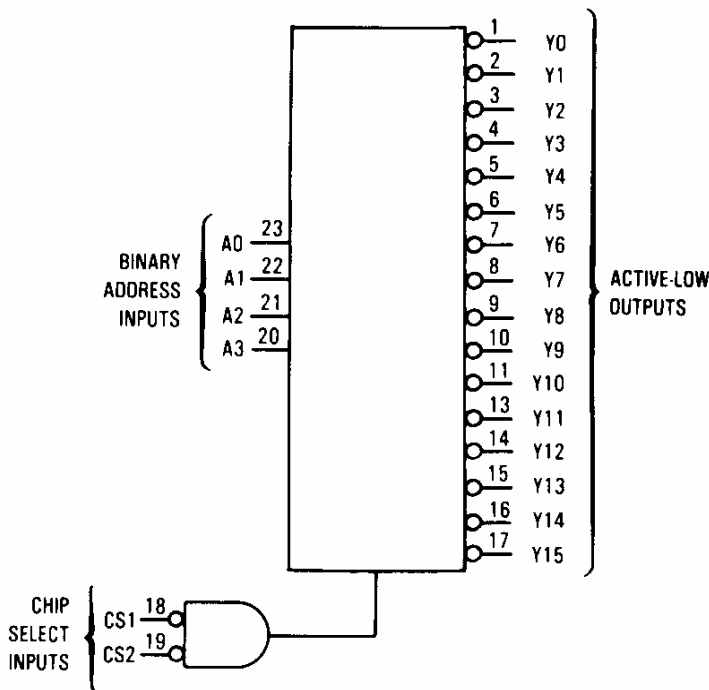 1 Y0
2 Y1
3 Y2
4 Y3
5 Y4
6 Y5
7 Y6
8 Y7
9 Y8
10 Y9
11 Y10
13 Y11
14 Y12
15 Y13
16 Y14
17 Y15
ACTIVE-LOW
OUTPUTS
BINARY
ADDRESS
INPUTS
A0 23
A1 22
A2 21
A3 20
CHIP
SELECT
INPUTS
CS1 18
CS2 19